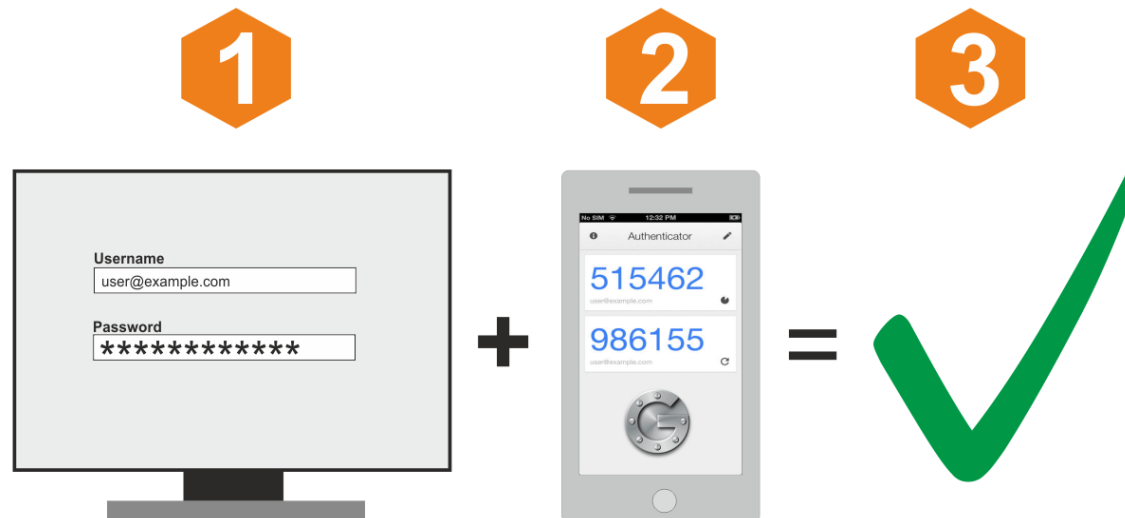 1
2
3
Username
user@example.com
Password
************
+
=
No SIM 12:32 PM
Authenticator
515462
user@example.com
986155
user@example.com
G